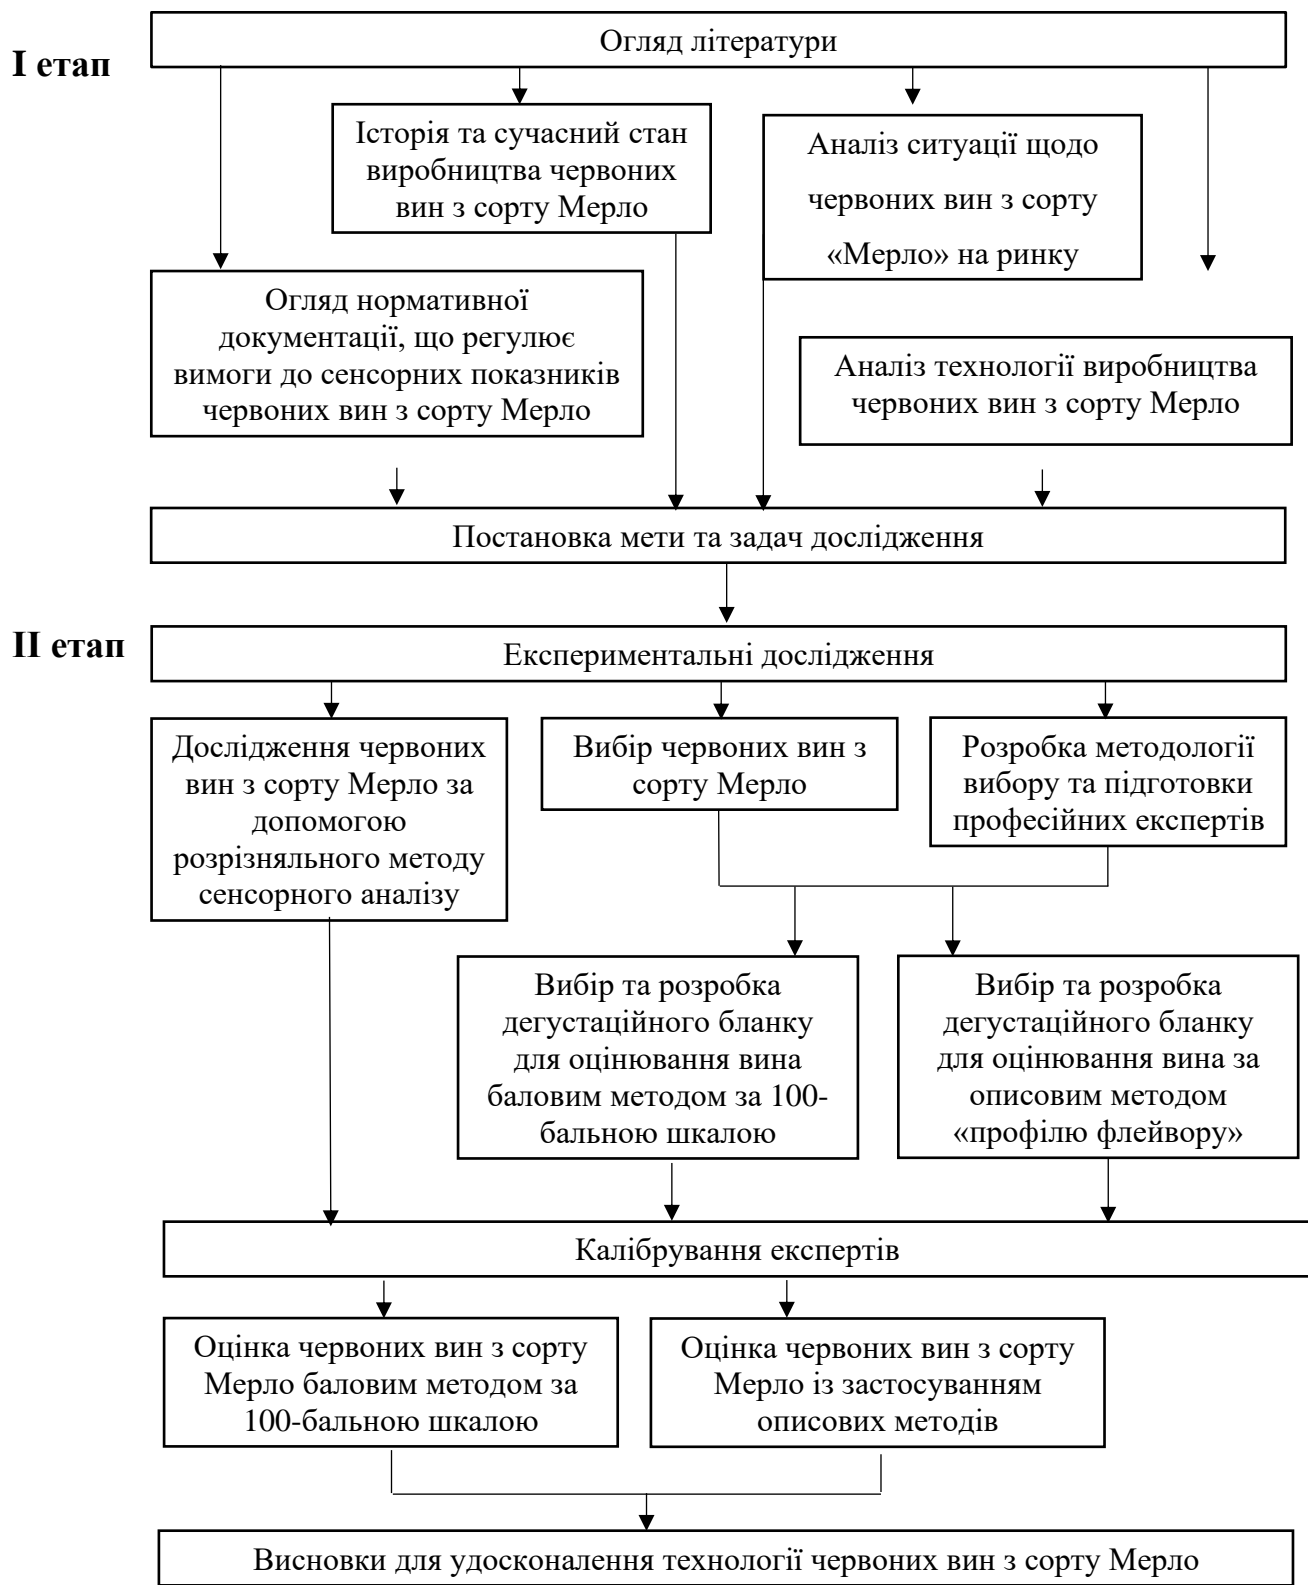 Огляд літератури
І етап
Історія та сучасний стан
виробництва червоних
вин з сорту Мерло
Аналіз ситуації щодо
червоних вин з сорту
«Мерло» на ринку
Огляд нормативної
документації, що регулює
вимоги до сенсорних показників
червоних вин з сорту Мерло
Аналіз технології виробництва
червоних вин з сорту Мерло
Постановка мети та задач дослідження
ІІ етап
Експериментальні дослідження
Дослідження червоних
вин з сорту Мерло за
допомогою
розрізняльного методу
сенсорного аналізу
Вибір червоних вин з
сорту Мерло
Розробка методології
вибору та підготовки
професійних експертів
Вибір та розробка
дегустаційного бланку
для оцінювання вина
баловим методом за 100-
бальною шкалою
Вибір та розробка
дегустаційного бланку
для оцінювання вина за
описовим методом
«профілю флейвору»
Калібрування експертів
Оцінка червоних вин з сорту
Мерло баловим методом за
100-бальною шкалою
Оцінка червоних вин з сорту
Мерло із застосуванням
описових методів
Висновки для удосконалення технології червоних вин з сорту Мерло